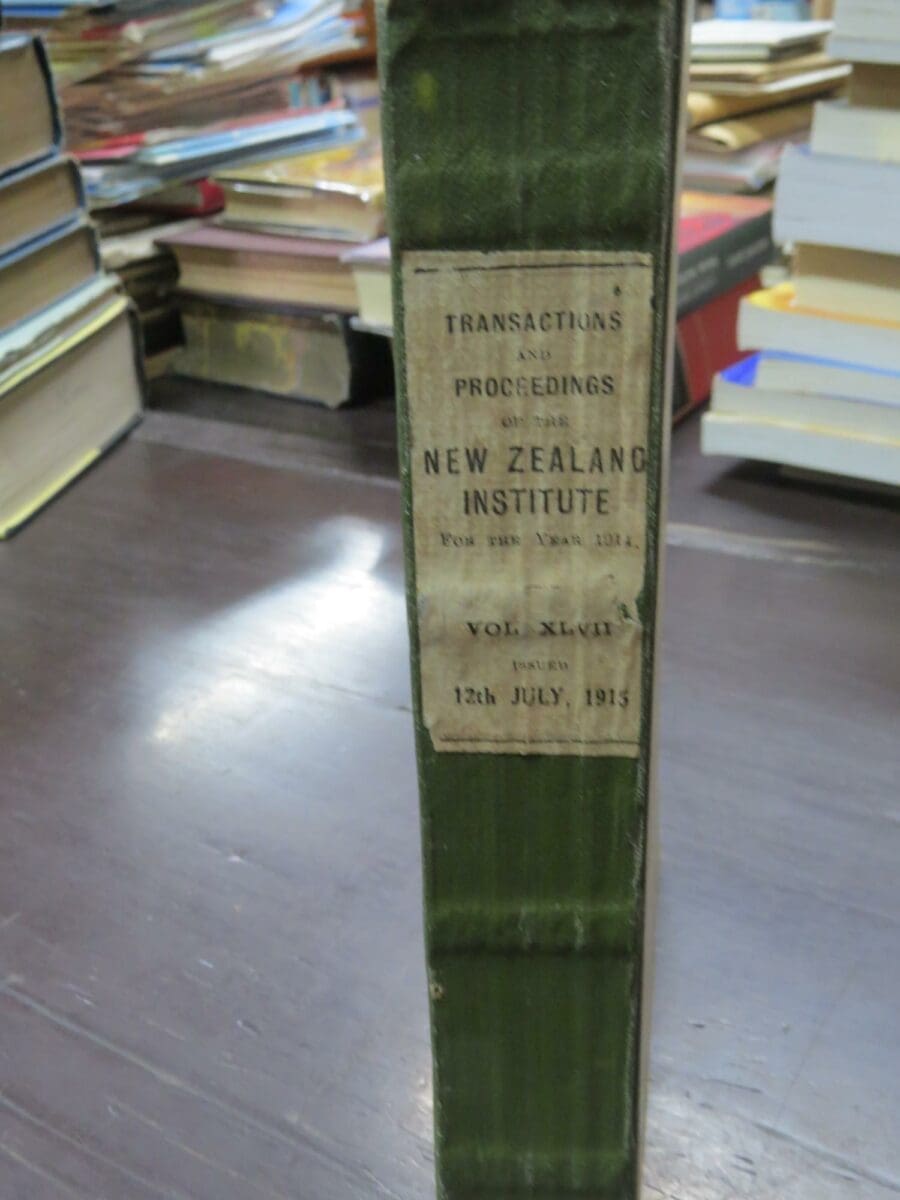 TRANSACTIONS
AND
PROCEEDINGS
OF THE
NEW ZEALAND
INSTITUTE
FOR THE YEAR 1914.
VOL. XLVII
ISSUED
12th JULY, 1915